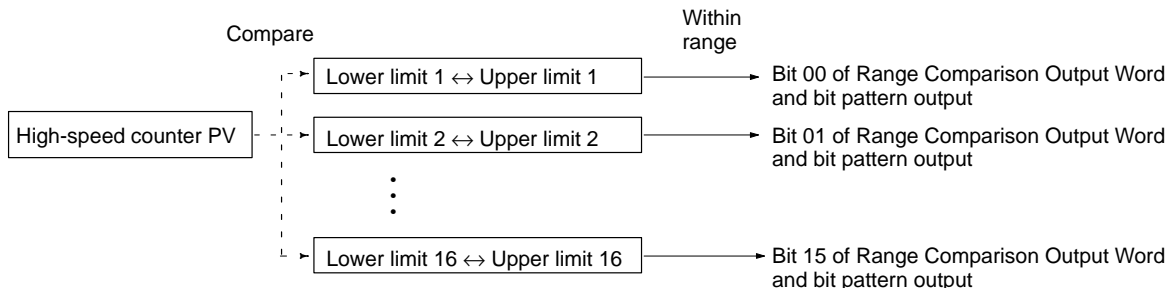 Compare
Within
range
Lower limit 1 ↔ Upper limit 1
Bit 00 of Range Comparison Output Word
and bit pattern output
High-speed counter PV
Lower limit 2 ↔ Upper limit 2
Bit 01 of Range Comparison Output Word
and bit pattern output
Lower limit 16 ↔ Upper limit 16
Bit 15 of Range Comparison Output Word
and bit pattern output